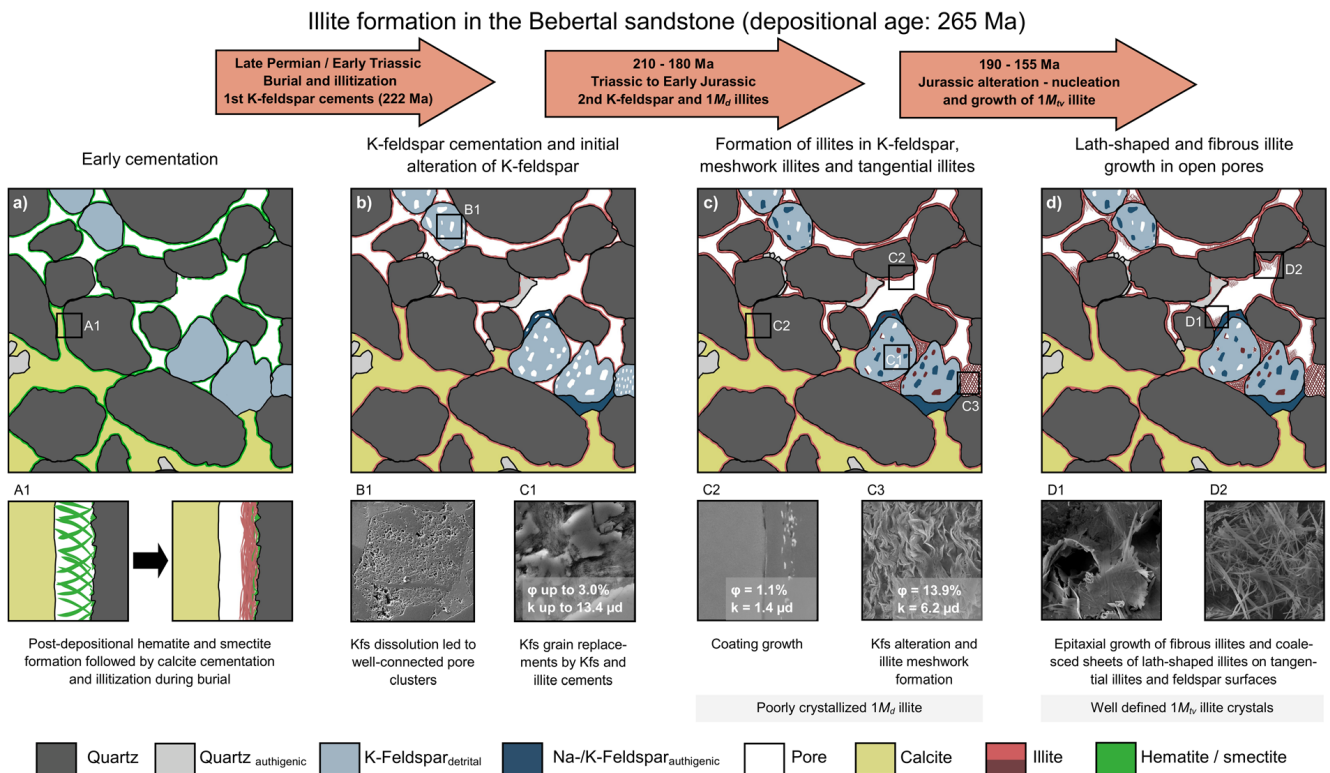 Illite formation in the Bebertal sandstone (depositional age: 265 Ma)
Late Permian / Early Triassic
Burial and illitization
1st K-feldspar cements (222 Ma)
210 - 180 Ma
Triassic to Early Jurassic
2nd K-feldspar and 1Md illites
190 - 155 Ma
Jurassic alteration - nucleation
and growth of 1Mtv illite
Early cementation
K-feldspar cementation and initial
alteration of K-feldspar
Formation of illites in K-feldspar,
meshwork illites and tangential illites
Lath-shaped and fibrous illite
growth in open pores
a)
A1
b)
B1
c)
C2
C2
C1
C3
d)
D2
D1
A1
B1
C1
C2
C3
D1
D2
φ up to 3.0%
k up to 13.4 μd
φ = 1.1%
k = 1.4 μd
φ = 13.9%
k = 6.2 μd
Post-depositional hematite and smectite
formation followed by calcite cementation
and illitization during burial
Kfs dissolution led to
well-connected pore
clusters
Kfs grain replace-
ments by Kfs and
illite cements
Coating growth
Kfs alteration and
illite meshwork
formation
Epitaxial growth of fibrous illites and coale-
sced sheets of lath-shaped illites on tangen-
tial illites and feldspar surfaces
Poorly crystallized 1Md illite
Well defined 1Mtv illite crystals
Quartz
Quartz authigenic
K-Feldspar detrital
Na-/K-Feldspar authigenic
Pore
Calcite
Illite
Hematite / smectite